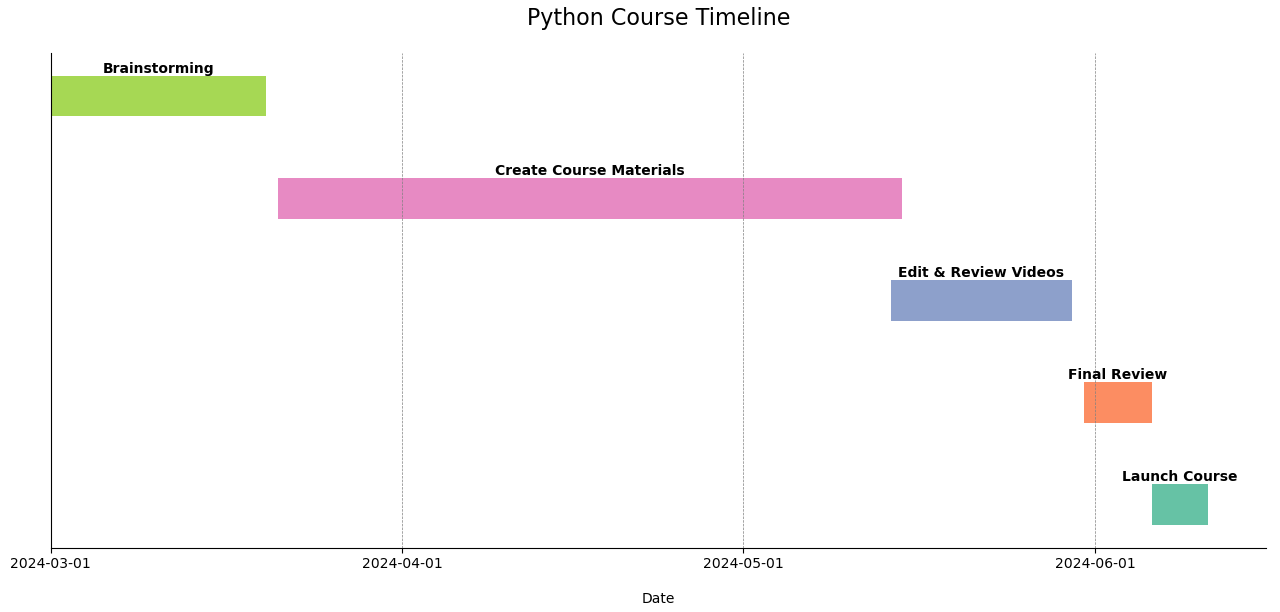 Python Course Timeline
Brainstorming
Create Course Materials
Edit & Review Videos
Final Review
Launch Course
2024-03-01
2024-04-01
2024-05-01
2024-06-01
Date